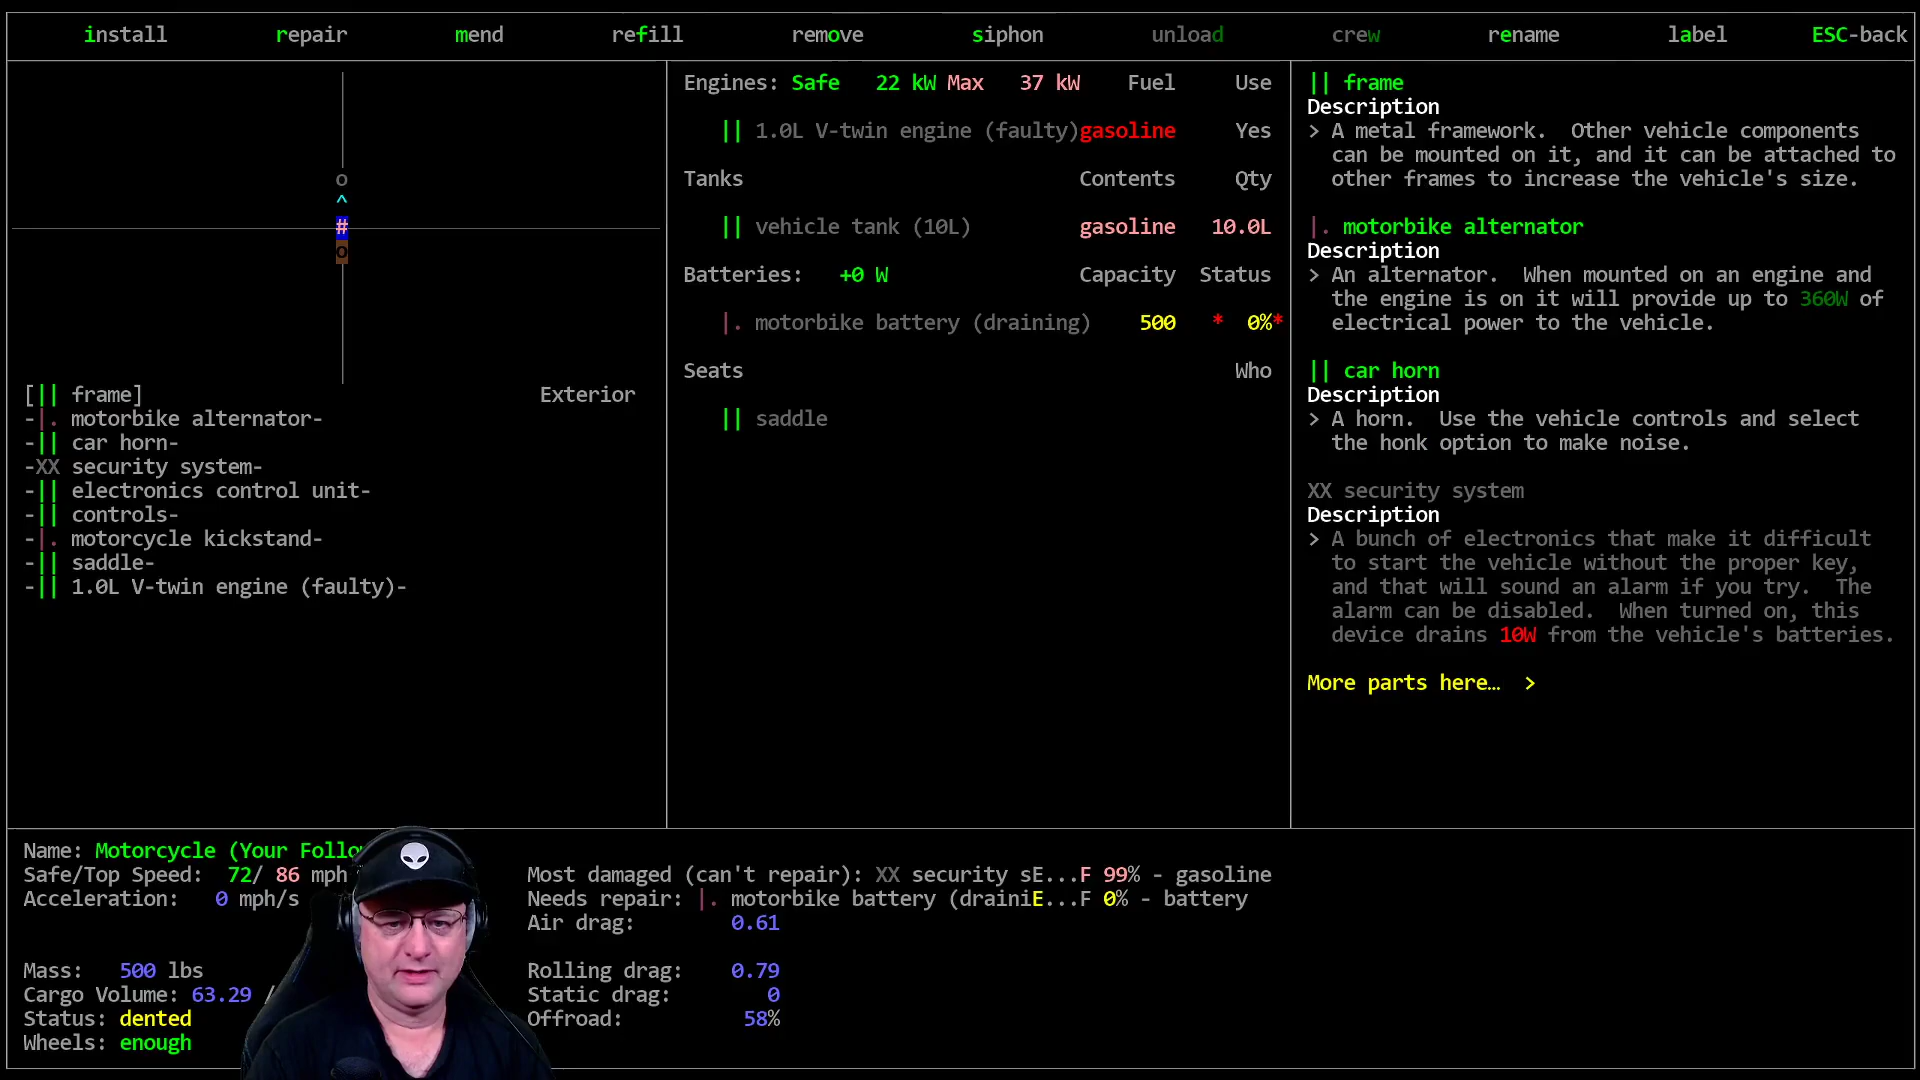 install repair mend refill remove siphon unload crew rename label ESC-back
o
^
#
o
[|| frame] Exterior
-|. motorbike alternator-
-|| car horn-
-XX security system-
-|| electronics control unit-
-|| controls-
-|. motorcycle kickstand-
-|| saddle-
-|| 1.0L V-twin engine (faulty)-
Engines: Safe 22 kW Max 37 kW Fuel Use
|| 1.0L V-twin engine (faulty)gasoline Yes
Tanks Contents Qty
|| vehicle tank (10L) gasoline 10.0L
Batteries: +0 W Capacity Status
|. motorbike battery (draining) 500 * 0%*
Seats Who
|| saddle
|| frame
Description
> A metal framework. Other vehicle components
can be mounted on it, and it can be attached to
other frames to increase the vehicle's size.
|. motorbike alternator
Description
> An alternator. When mounted on an engine and
the engine is on it will provide up to 360W of
electrical power to the vehicle.
|| car horn
Description
> A horn. Use the vehicle controls and select
the honk option to make noise.
XX security system
Description
> A bunch of electronics that make it difficult
to start the vehicle without the proper key,
and that will sound an alarm if you try. The
alarm can be disabled. When turned on, this
device drains 10W from the vehicle's batteries.
More parts here… >
Name: Motorcycle (Your Follo
Safe/Top Speed: 72/ 86 mph
Acceleration: 0 mph/s
Mass: 500 lbs
Cargo Volume: 63.29 /
Status: dented
Wheels: enough
Most damaged (can't repair): XX security sE...F 99% - gasoline
Needs repair: |. motorbike battery (drainiE...F 0% - battery
Air drag: 0.61
Rolling drag: 0.79
Static drag: 0
Offroad: 58%